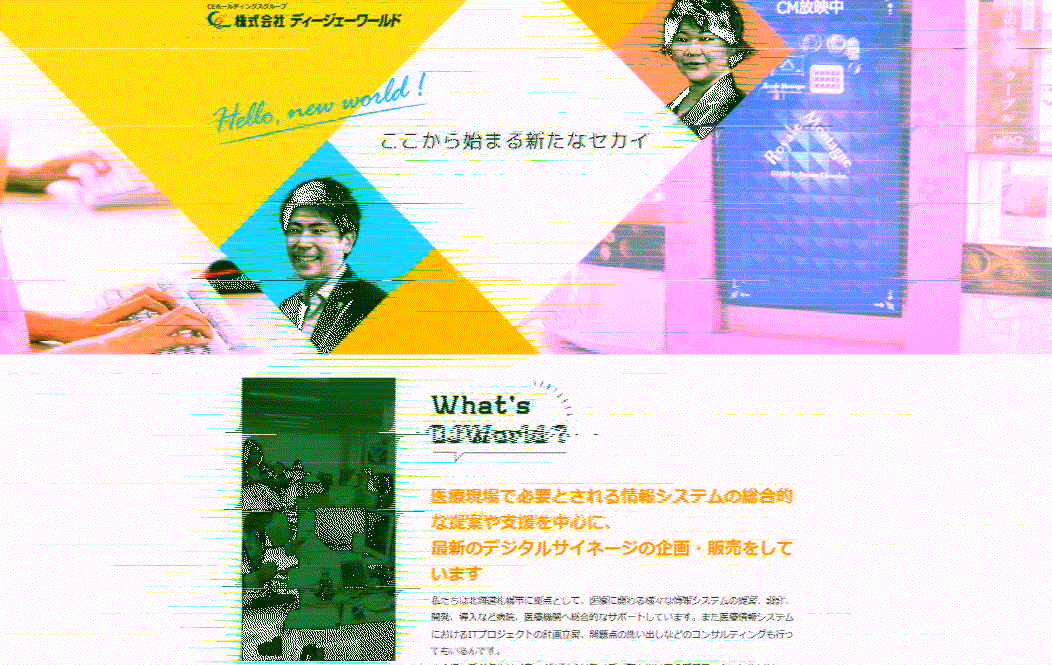 CEホールディングスグループ
株式会社 ディージェーワールド
CM放映中
Hello, new world !
ここから始まる新たなセカイ
Royale Montagne
What's
DJWorld?
医療現場で必要とされる情報システムの総合的
な提案や支援を中心に、
最新のデジタルサイネージの企画・販売をして
います
私たちは北海道札幌市に拠点として、医療に関わる様々な情報システムの提案、設計、
開発、導入など病院、医療機関へ総合的なサポートしています。また医療情報システム
におけるITプロジェクトの計画立案、問題点の洗い出しなどのコンサルティングも行っ
てもいるんです。